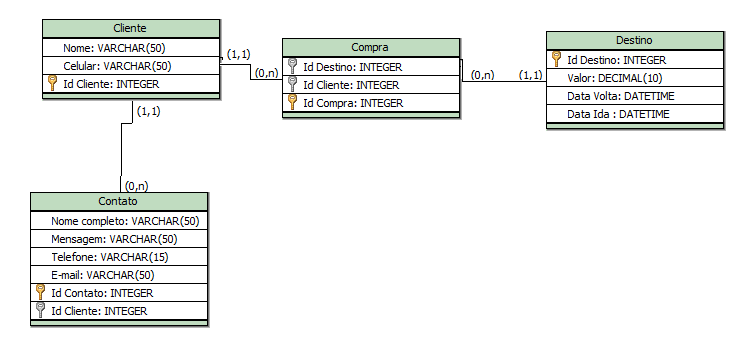 Cliente
Nome: VARCHAR(50)
Celular: VARCHAR(50)
Id Cliente: INTEGER
(1,1)
(0,n)
Compra
Id Destino: INTEGER
Id Cliente: INTEGER
Id Compra: INTEGER
(0,n)
(1,1)
Destino
Id Destino: INTEGER
Valor: DECIMAL(10)
Data Volta: DATETIME
Data Ida : DATETIME
(1,1)
(0,n)
Contato
Nome completo: VARCHAR(50)
Mensagem: VARCHAR(50)
Telefone: VARCHAR(15)
E-mail: VARCHAR(50)
Id Contato: INTEGER
Id Cliente: INTEGER